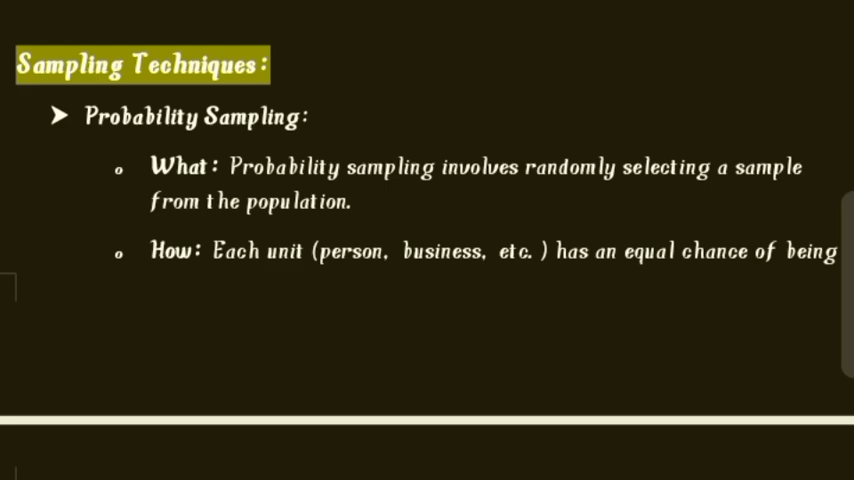 Sampling Techniques:
➤ Probability Sampling:
o What: Probability sampling involves randomly selecting a sample
from the population.
o How: Each unit (person, business, etc. ) has an equal chance of being